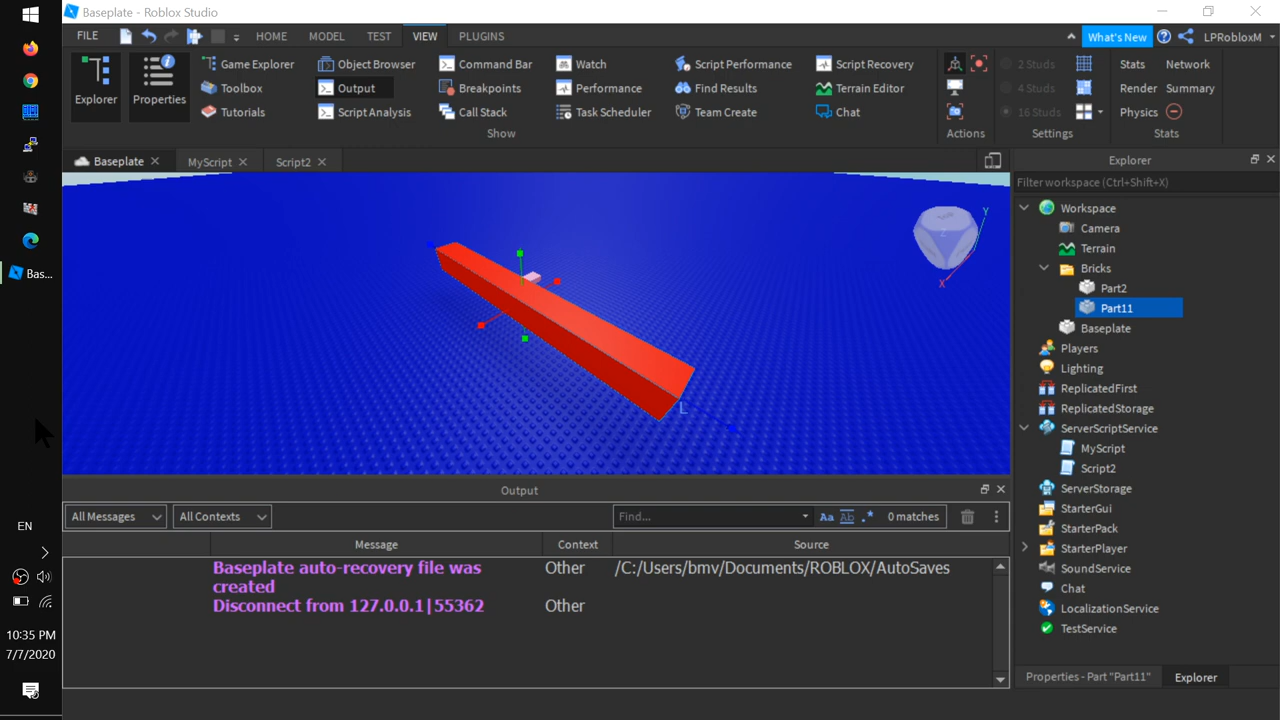 Baseplate - Roblox Studio
FILE HOME MODEL TEST VIEW PLUGINS What's New LPRobloxM
Explorer
Properties
Game Explorer
Toolbox
Tutorials
Object Browser
Output
Script Analysis
Command Bar
Breakpoints
Call Stack
Watch
Performance
Task Scheduler
Script Performance
Find Results
Team Create
Script Recovery
Terrain Editor
Chat
Show
Actions
2 Studs
4 Studs
16 Studs
Settings
Stats Network
Render Summary
Physics
Stats
Baseplate MyScript Script2
Y
Z
X
L
Explorer
Filter workspace (Ctrl+Shift+X)
Workspace
Camera
Terrain
Bricks
Part2
Part11
Baseplate
Players
Lighting
ReplicatedFirst
ReplicatedStorage
ServerScriptService
MyScript
Script2
ServerStorage
StarterGui
StarterPack
StarterPlayer
SoundService
Chat
LocalizationService
TestService
Properties - Part "Part11" Explorer
Output
All Messages All Contexts Find... Aa Ab .* 0 matches
Message Context Source
Baseplate auto-recovery file was Other /C:/Users/bmv/Documents/ROBLOX/AutoSaves
created
Disconnect from 127.0.0.1|55362 Other
Bas...
EN
10:35 PM
7/7/2020